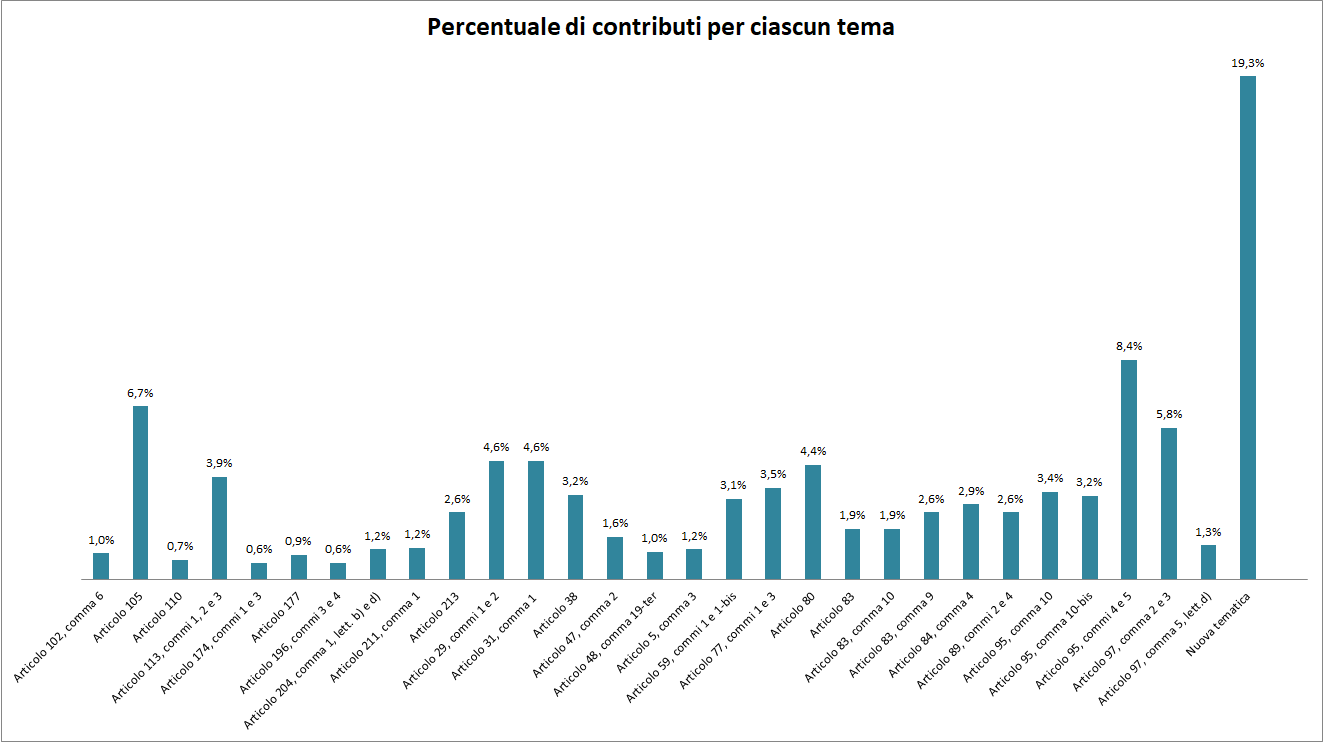 Percentuale di contributi per ciascun tema
1,0%
6,7%
0,7%
3,9%
0,6%
0,9%
0,6%
1,2%
1,2%
2,6%
4,6%
4,6%
3,2%
1,6%
1,0%
1,2%
3,1%
3,5%
4,4%
1,9%
1,9%
2,6%
2,9%
2,6%
3,4%
3,2%
8,4%
5,8%
1,3%
19,3%
Articolo 102, comma 6
Articolo 105
Articolo 110
Articolo 113, commi 1, 2 e 3
Articolo 174, commi 1 e 3
Articolo 177
Articolo 196, commi 3 e 4
Articolo 204, comma 1, lett. b) e d)
Articolo 211, comma 1
Articolo 213
Articolo 29, commi 1 e 2
Articolo 31, comma 1
Articolo 38
Articolo 47, comma 2
Articolo 48, comma 19-ter
Articolo 5, comma 3
Articolo 59, commi 1 e 1-bis
Articolo 77, commi 1 e 3
Articolo 80
Articolo 83
Articolo 83, comma 10
Articolo 83, comma 9
Articolo 84, comma 4
Articolo 89, commi 2 e 4
Articolo 95, comma 10
Articolo 95, comma 10-bis
Articolo 95, commi 4 e 5
Articolo 97, comma 2 e 3
Articolo 97, comma 5, lett.d)
Nuova tematica